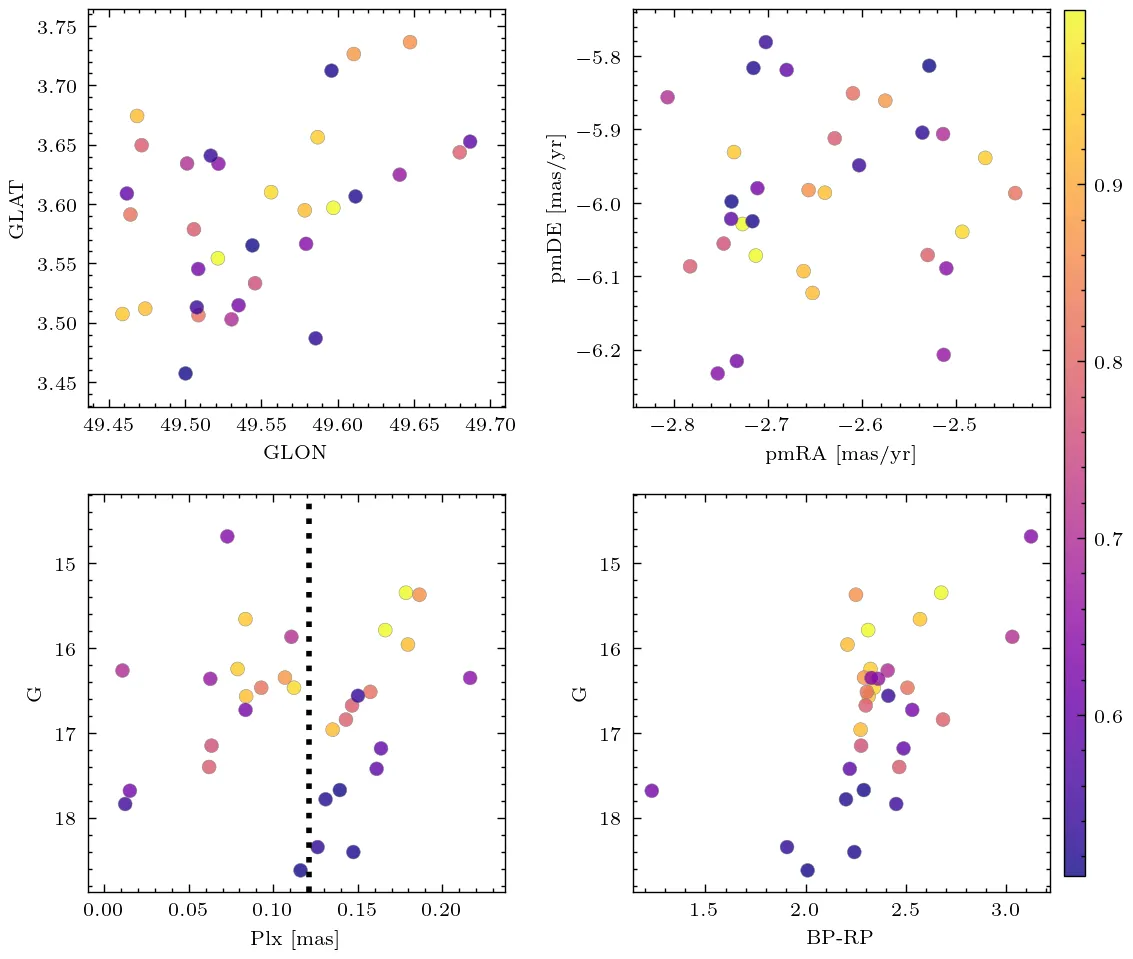 3.75
3.70
3.65
3.60
3.55
3.50
3.45
GLAT
49.45 49.50 49.55 49.60 49.65 49.70
GLON
−5.8
−5.9
−6.0
−6.1
−6.2
pmDE [mas/yr]
−2.8 −2.7 −2.6 −2.5
pmRA [mas/yr]
0.9
0.8
0.7
0.6
15
16
17
18
G
0.00 0.05 0.10 0.15 0.20
Plx [mas]
15
16
17
18
G
1.5 2.0 2.5 3.0
BP-RP